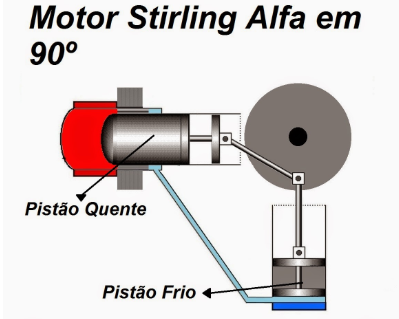 Motor Stirling Alfa em
90º
Pistão Quente
Pistão Frio